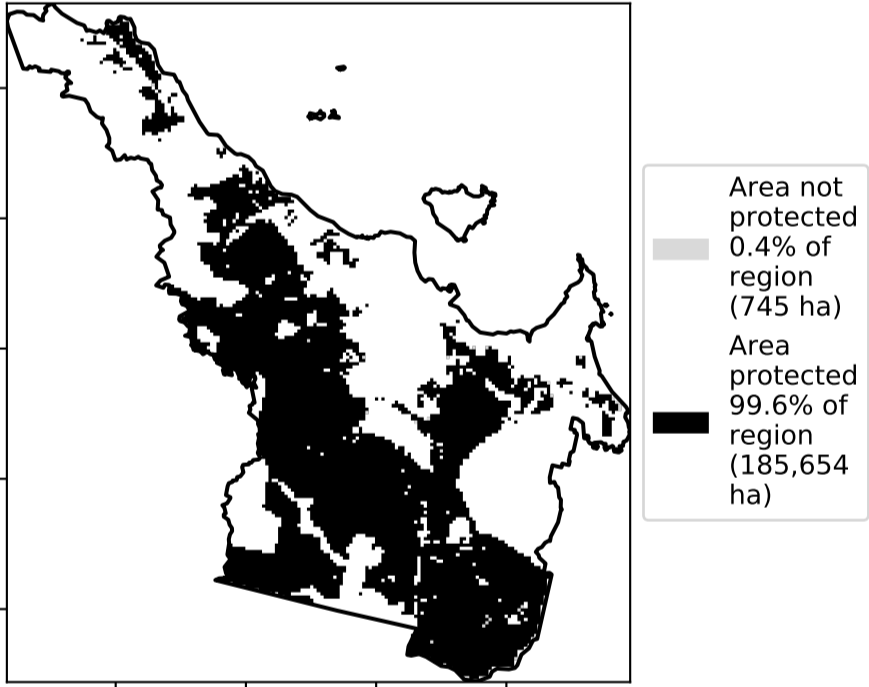 Area not
protected
0.4% of
region
(745 ha)
Area
protected
99.6% of
region
(185,654
ha)